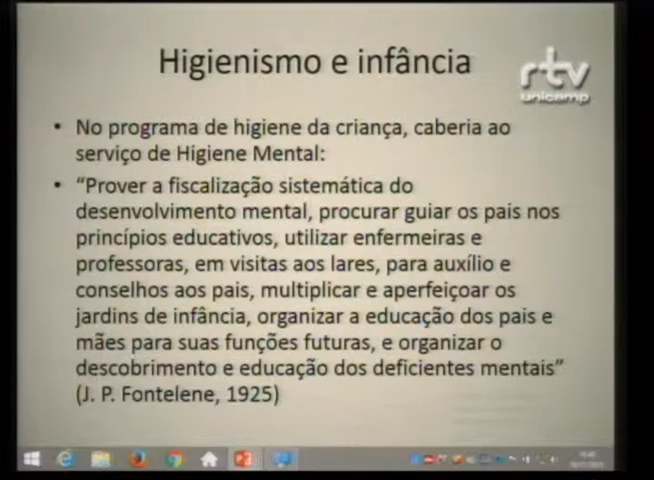 Higienismo e infância
rtv
unicamp
• No programa de higiene da criança, caberia ao
serviço de Higiene Mental:
• “Prover a fiscalização sistemática do
desenvolvimento mental, procurar guiar os pais nos
princípios educativos, utilizar enfermeiras e
professoras, em visitas aos lares, para auxílio e
conselhos aos pais, multiplicar e aperfeiçoar os
jardins de infância, organizar a educação dos pais e
mães para suas funções futuras, e organizar o
descobrimento e educação dos deficientes mentais”
(J. P. Fontelene, 1925)